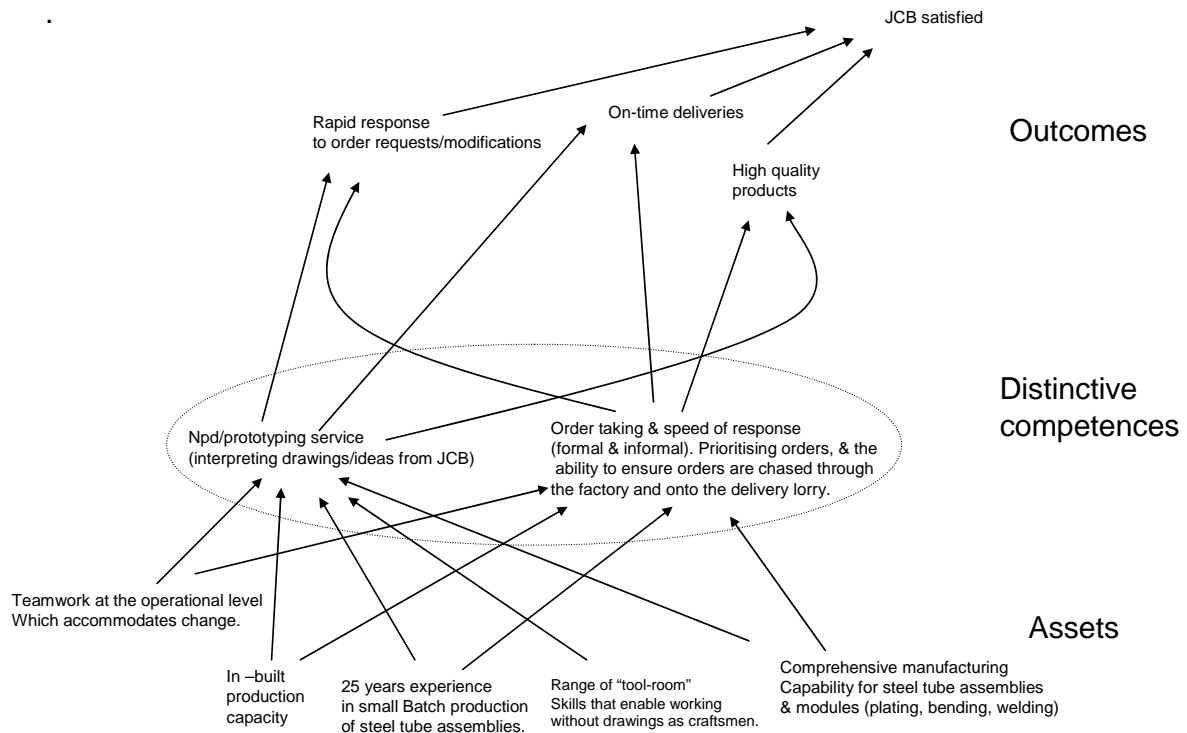 .
JCB satisfied
Rapid response
to order requests/modifications
On-time deliveries
High quality
products
Outcomes
Npd/prototyping service
(interpreting drawings/ideas from JCB)
Order taking & speed of response
(formal & informal). Prioritising orders, & the
ability to ensure orders are chased through
the factory and onto the delivery lorry.
Distinctive
competences
Teamwork at the operational level
Which accommodates change.
In –built
production
capacity
25 years experience
in small Batch production
of steel tube assemblies.
Range of “tool-room”
Skills that enable working
without drawings as craftsmen.
Comprehensive manufacturing
Capability for steel tube assemblies
& modules (plating, bending, welding)
Assets